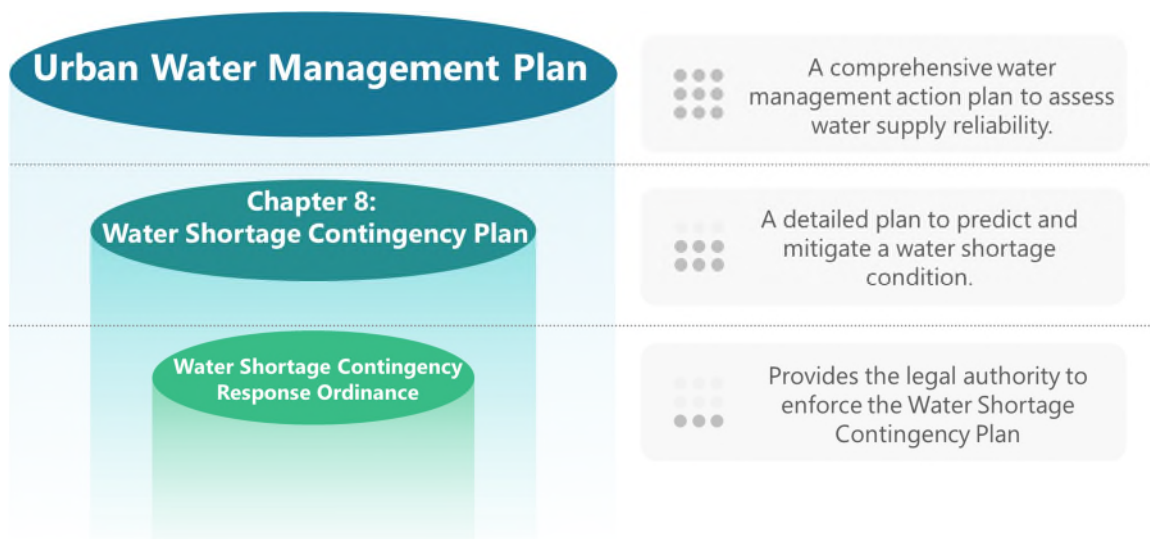 Urban Water Management Plan
A comprehensive water
management action plan to assess
water supply reliability.
Chapter 8:
Water Shortage Contingency Plan
A detailed plan to predict and
mitigate a water shortage
condition.
Water Shortage Contingency
Response Ordinance
Provides the legal authority to
enforce the Water Shortage
Contingency Plan